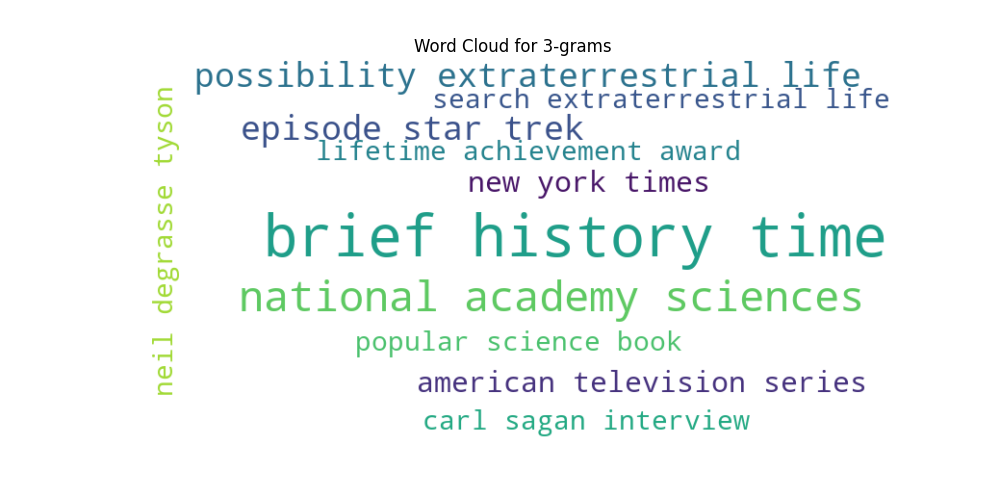 Word Cloud for 3-grams
possibility extraterrestrial life
search extraterrestrial life
episode star trek
lifetime achievement award
new york times
brief history time
national academy sciences
popular science book
american television series
carl sagan interview
neil degrasse tyson